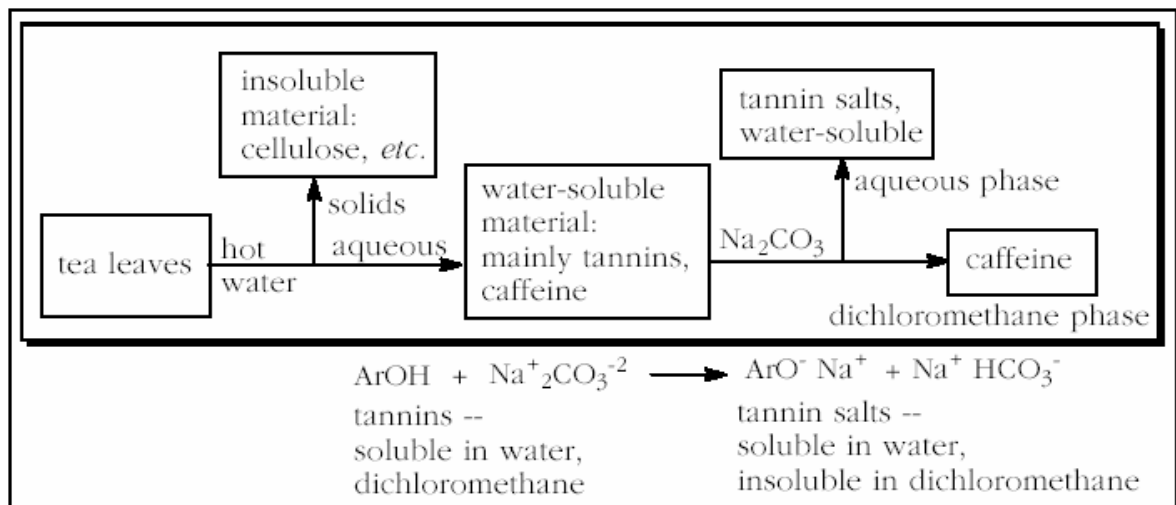 insoluble
material:
cellulose, etc.
tannin salts,
water-soluble
solids
aqueous phase
tea leaves
hot
water
aqueous
water-soluble
material:
mainly tannins,
caffeine
Na₂CO₃
caffeine
dichloromethane phase
ArOH + Na⁺₂CO₃⁻² → ArO⁻ Na⁺ + Na⁺ HCO₃⁻
tannins --
soluble in water,
dichloromethane
tannin salts --
soluble in water,
insoluble in dichloromethane